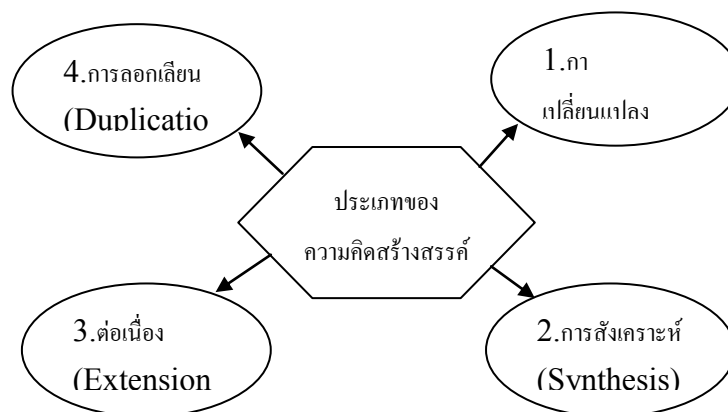 4.การลอกเลียน
(Duplicatio
1.กา
เปลี่ยนแปลง
ประเภทของ
ความคิดสร้างสรรค์
3.ต่อเนื่อง
(Extension
2.การสังเคราะห์
(Synthesis)